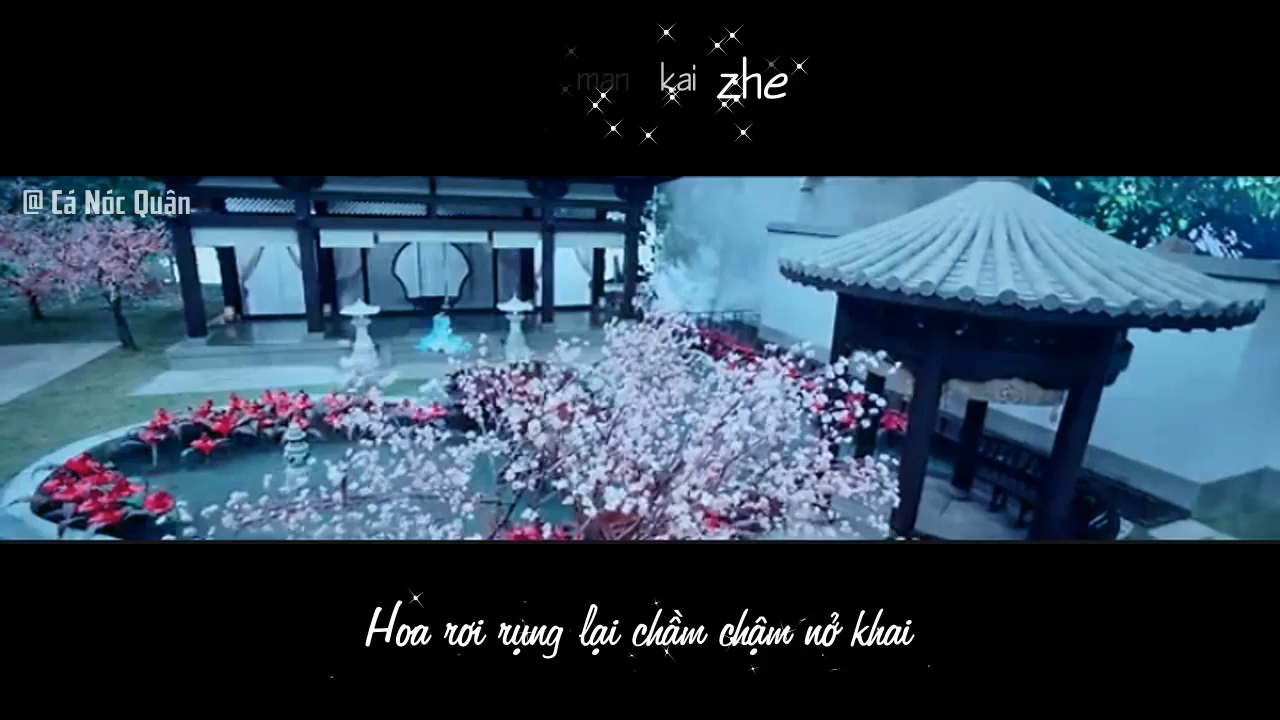 man kai zhe
@ Cá Nóc Quân
Hoa rơi rụng lại chầm chậm nở khai